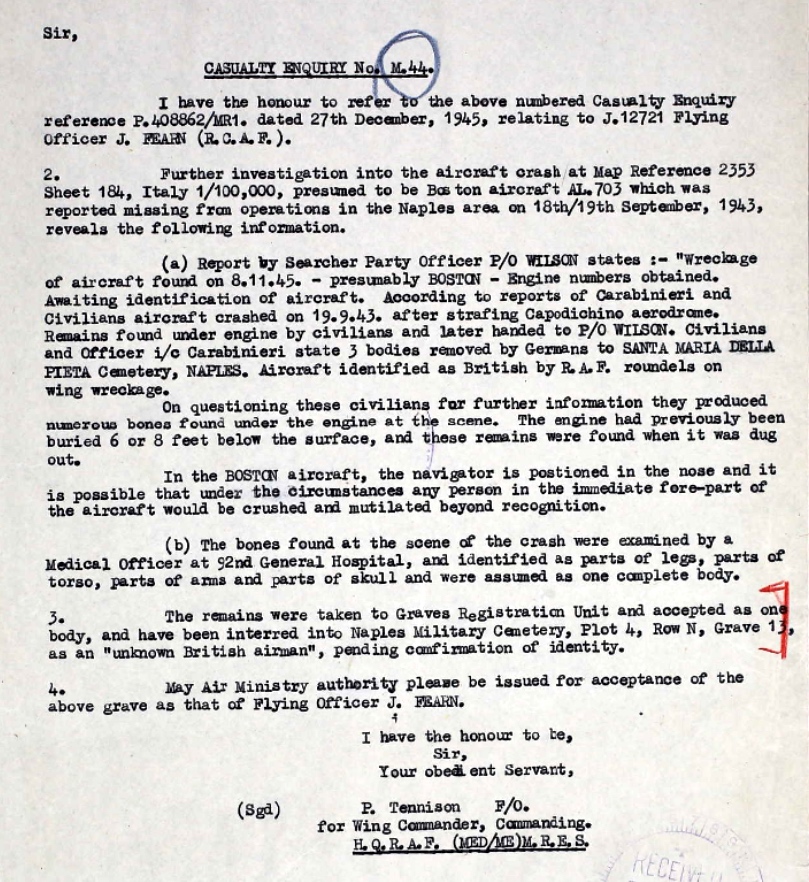 Sir,
CASUALTY ENQUIRY No. M.44.
I have the honour to refer to the above numbered Casualty Enquiry
reference P.408862/MR1. dated 27th December, 1945, relating to J.12721 Flying
Officer J. FEARN (R.C.A.F.).
2. Further investigation into the aircraft crash at Map Reference 2353
Sheet 184, Italy 1/100,000, presumed to be Boston aircraft AL.703 which was
reported missing from operations in the Naples area on 18th/19th September, 1943,
reveals the following information.
(a) Report by Searcher Party Officer P/O WILSON states :- "Wreckage
of aircraft found on 8.11.45. - presumably BOSTON - Engine numbers obtained.
Awaiting identification of aircraft. According to reports of Carabinieri and
Civilians aircraft crashed on 19.9.43. after strafing Capodichino aerodrome.
Remains found under engine by civilians and later handed to P/O WILSON. Civilians
and Officer i/c Carabinieri state 3 bodies removed by Germans to SANTA MARIA DELLA
PIETA Cemetery, NAPLES. Aircraft identified as British by R.A.F. roundels on
wing wreckage.
On questioning these civilians for further information they produced
numerous bones found under the engine at the scene. The engine had previously been
buried 6 or 8 feet below the surface, and these remains were found when it was dug
out.
In the BOSTON aircraft, the navigator is postioned in the nose and it
is possible that under the circumstances any person in the immediate fore-part of
the aircraft would be crushed and mutilated beyond recognition.
(b) The bones found at the scene of the crash were examined by a
Medical Officer at 92nd General Hospital, and identified as parts of legs, parts of
torso, parts of arms and parts of skull and were assumed as one complete body.
3. The remains were taken to Graves Registration Unit and accepted as one
body, and have been interred into Naples Military Cemetery, Plot 4, Row N, Grave 13,
as an "unknown British airman", pending confirmation of identity.
4. May Air Ministry authority please be issued for acceptance of the
above grave as that of Flying Officer J. FEARN.
I have the honour to be,
Sir,
Your obedient Servant,
(Sgd) P. Tennison F/O.
for Wing Commander, Commanding.
H.Q.R.A.F. (MED/ME)M.R.E.S.